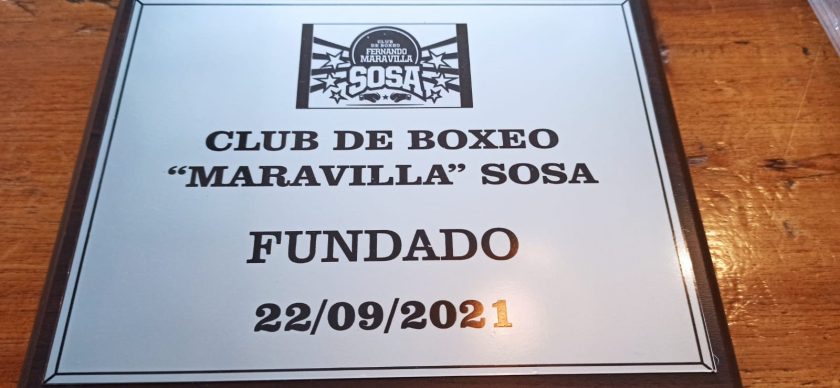 CLUB
DE BOXEO
FERNANDO
MARAVILLA
SOSA
CLUB DE BOXEO
“MARAVILLA” SOSA
FUNDADO
22/09/2021